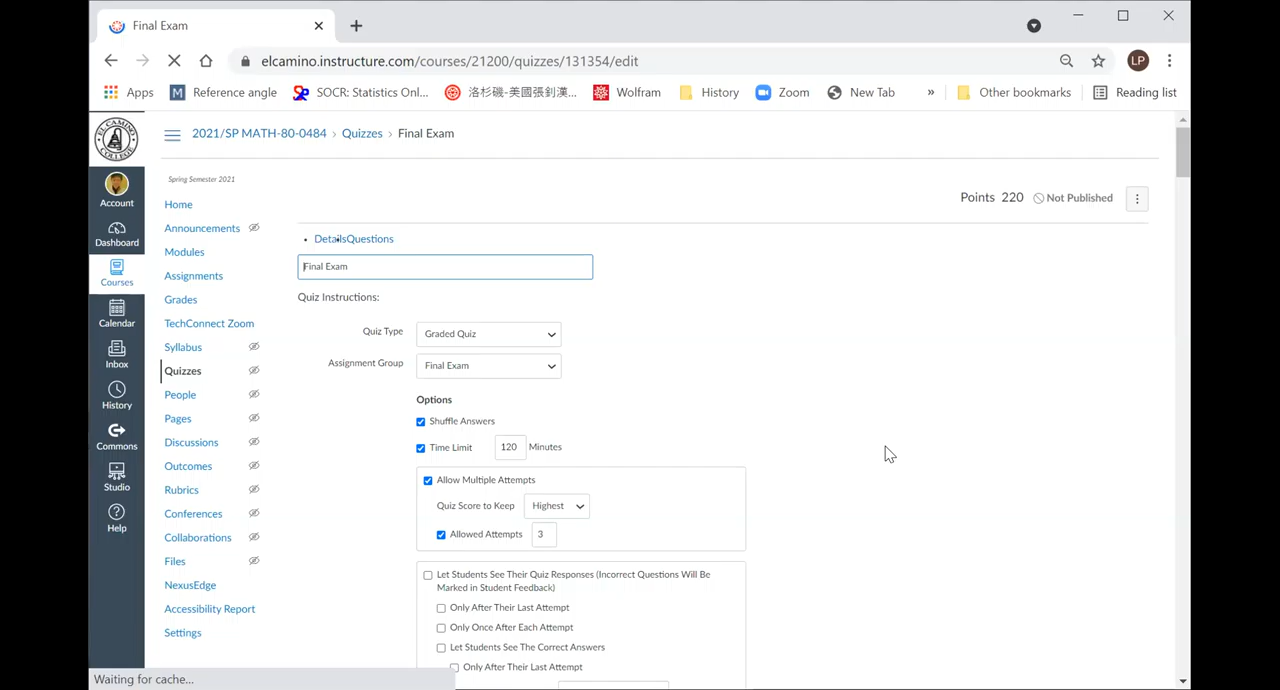 Final Exam
elcamino.instructure.com/courses/21200/quizzes/131354/edit
LP
Apps
M Reference angle
SOCR: Statistics Onl...
洛杉磯-美國張釗漢...
Wolfram
History
Zoom
New Tab
»
Other bookmarks
Reading list
2021/SP MATH-80-0484 › Quizzes › Final Exam
Spring Semester 2021
Points 220 Not Published
Account
Dashboard
Courses
Calendar
Inbox
History
Commons
Studio
Help
Home
Announcements
Modules
Assignments
Grades
TechConnect Zoom
Syllabus
Quizzes
People
Pages
Discussions
Outcomes
Rubrics
Conferences
Collaborations
Files
NexusEdge
Accessibility Report
Settings
• Details•Questions
Final Exam
Quiz Instructions:
Quiz Type Graded Quiz
Assignment Group Final Exam
Options
Shuffle Answers
Time Limit 120 Minutes
Allow Multiple Attempts
Quiz Score to Keep Highest
Allowed Attempts 3
Let Students See Their Quiz Responses (Incorrect Questions Will Be
Marked in Student Feedback)
Only After Their Last Attempt
Only Once After Each Attempt
Let Students See The Correct Answers
Only After Their Last Attempt
Waiting for cache...